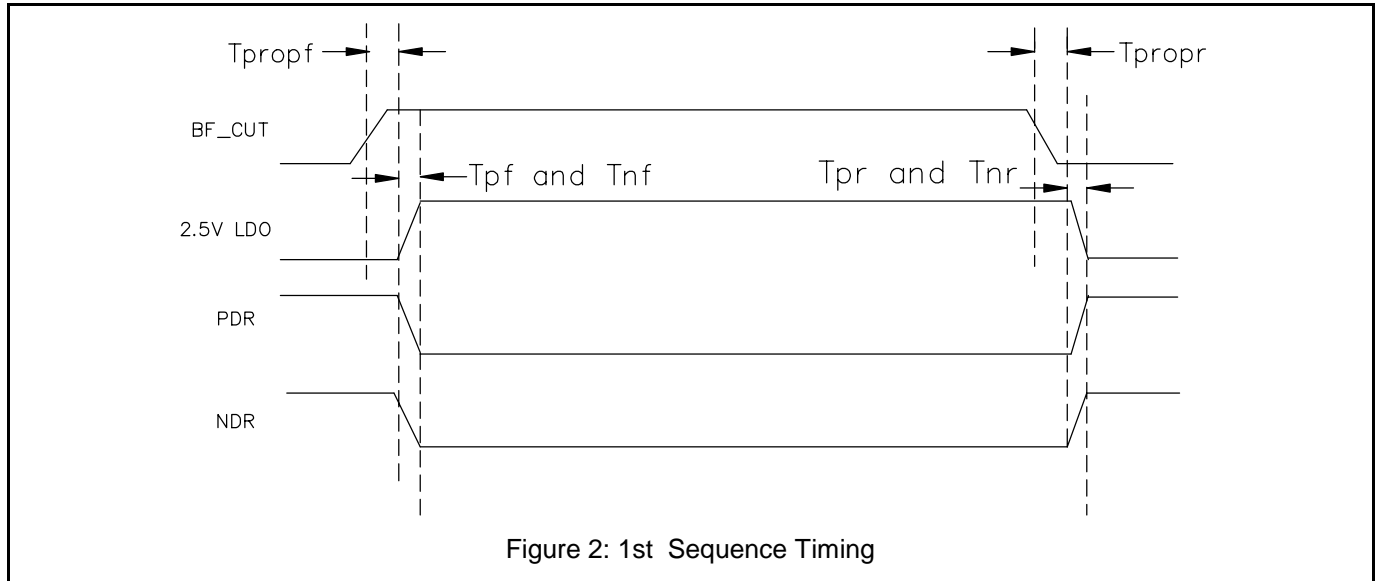 Tpropf
Tpropr
BF_CUT
Tpf and Tnf
Tpr and Tnr
2.5V LDO
PDR
NDR
Figure 2: 1st Sequence Timing